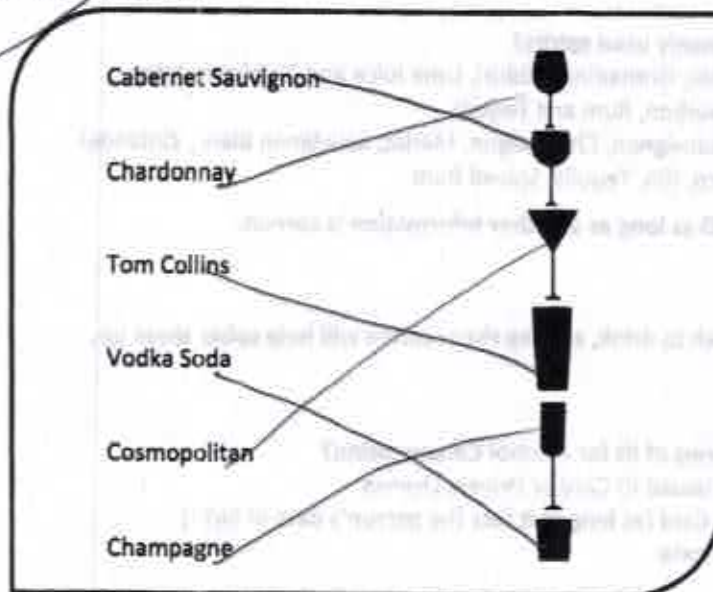 Cabernet Sauvignon
Chardonnay
Tom Collins
Vodka Soda
Cosmopolitan
Champagne